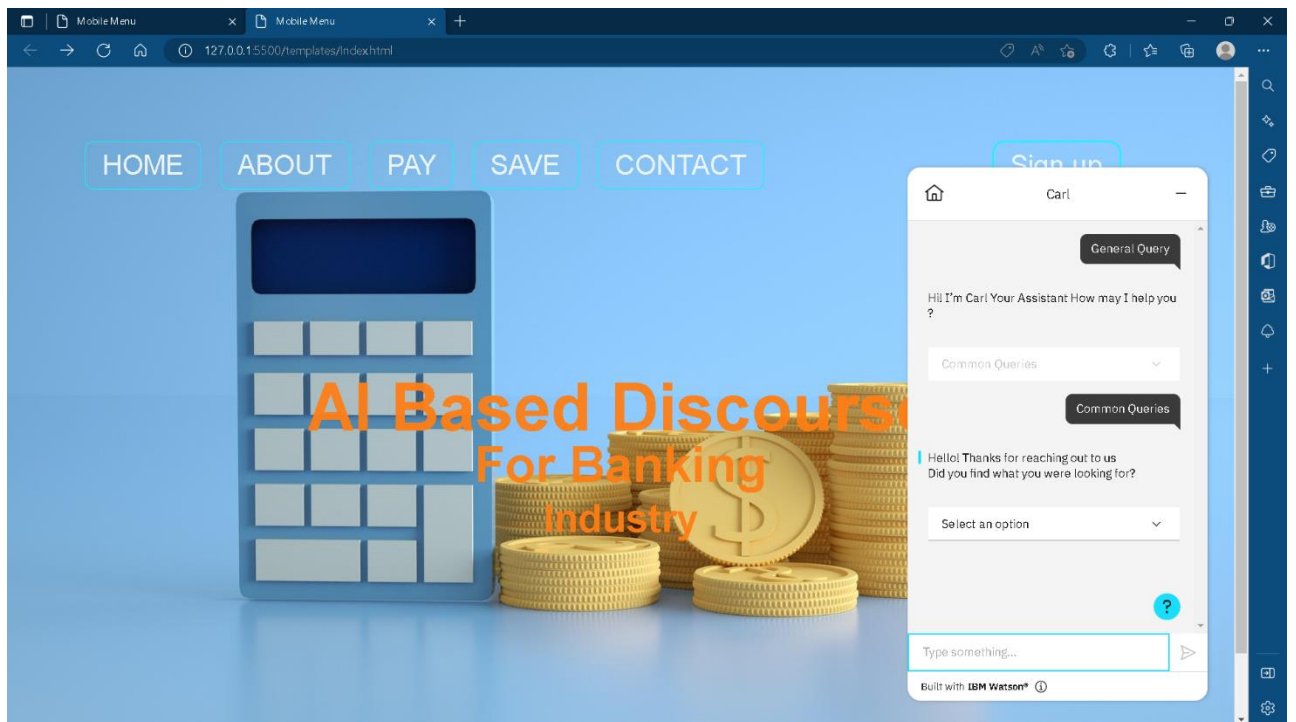 Mobile Menu
Mobile Menu
127.0.0.1:5500/templates/Index.html
HOME ABOUT PAY SAVE CONTACT Sign up
AI Based Discourse
For Banking
Industry
Carl
General Query
Hi! I'm Carl Your Assistant How may I help you
?
Common Queries
Common Queries
Hello! Thanks for reaching out to us
Did you find what you were looking for?
Select an option
?
Type something...
Built with IBM Watson®